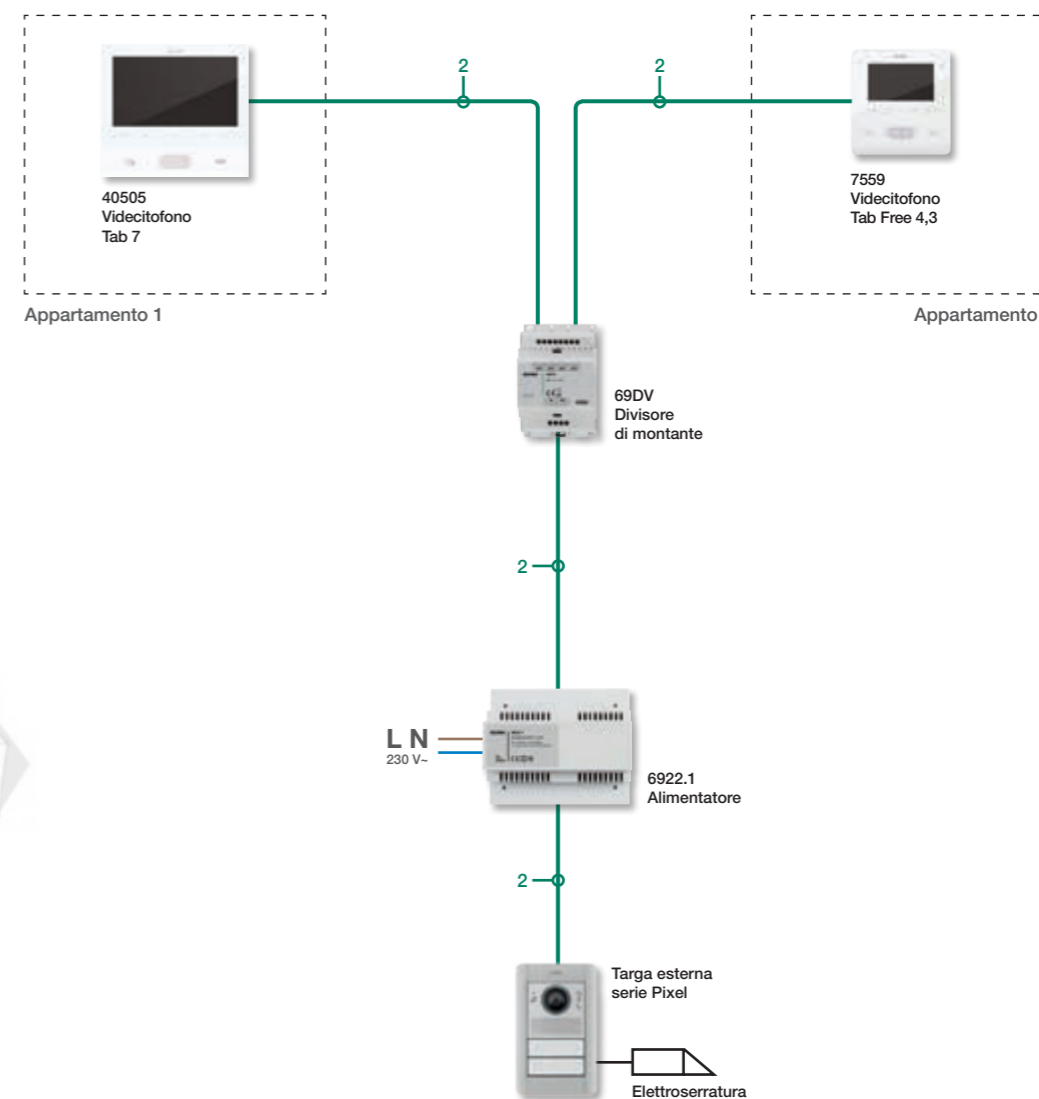 2
2
40505
Videcitofono
Tab 7
7559
Videcitofono
Tab Free 4,3
Appartamento 1
Appartamento
69DV
Divisore
di montante
2
L N
230 V~
6922.1
Alimentatore
2
Targa esterna
serie Pixel
Elettroserratura